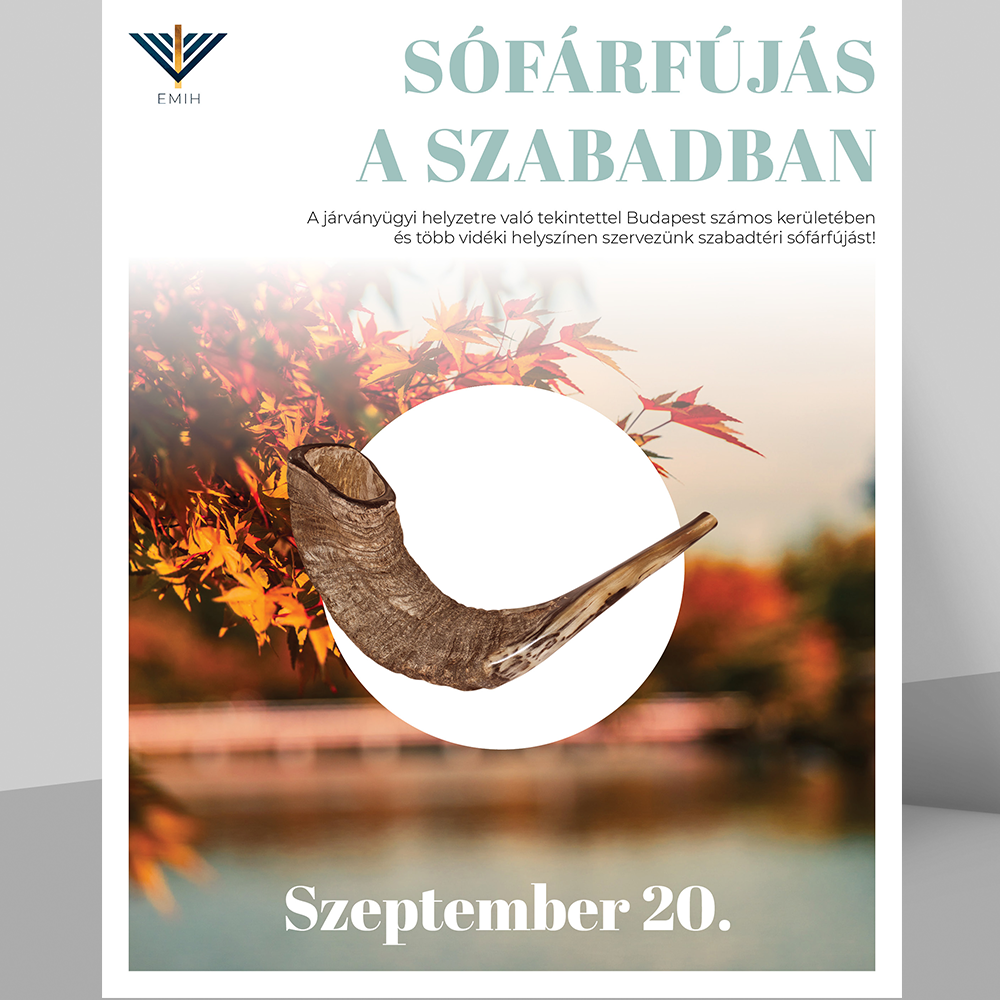 EMIH
SÓFÁRFÚJÁS
A SZABADBAN
A járványügyi helyzetre való tekintettel Budapest számos kerületében
és több vidéki helyszínen szervezünk szabadtéri sófárfújást!
Szeptember 20.